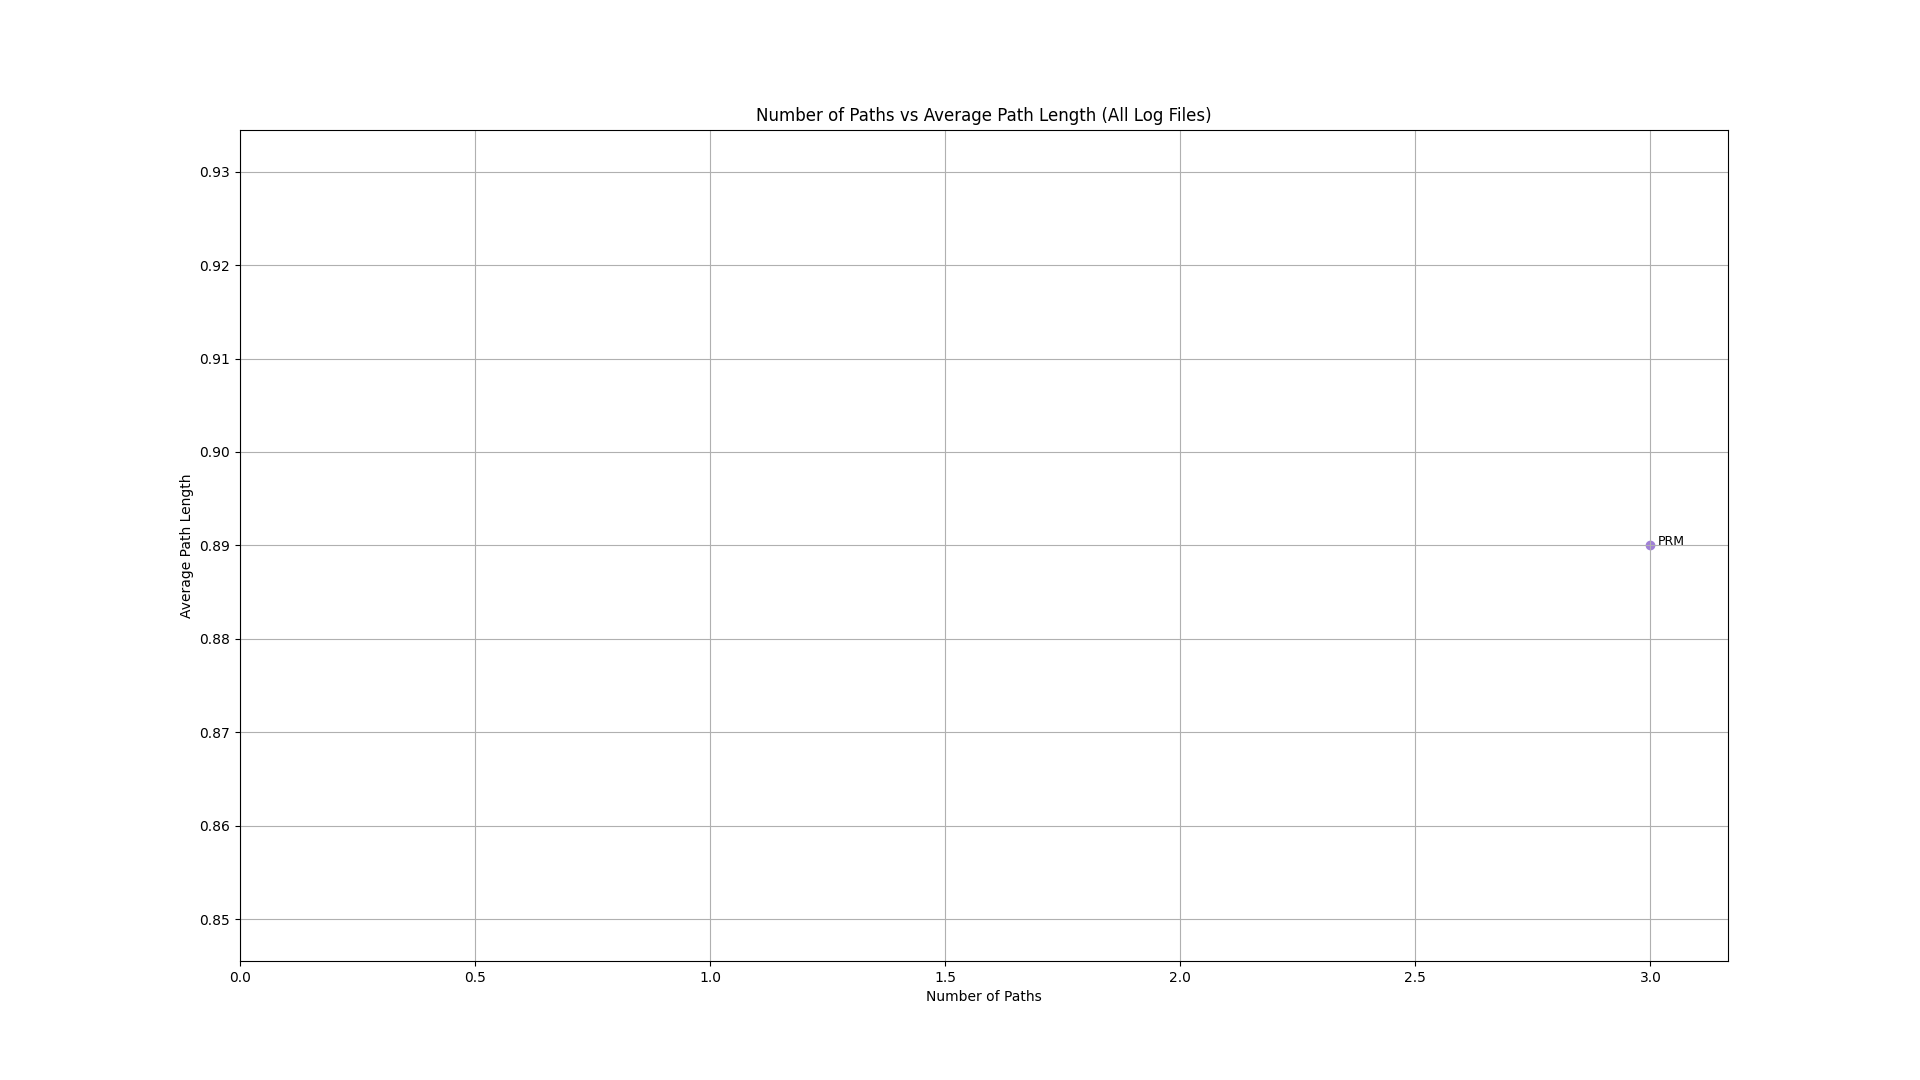 Number of Paths vs Average Path Length (All Log Files)
0.93
0.92
0.91
0.90
0.89
0.88
0.87
0.86
0.85
Average Path Length
PRM
0.0 0.5 1.0 1.5 2.0 2.5 3.0
Number of Paths